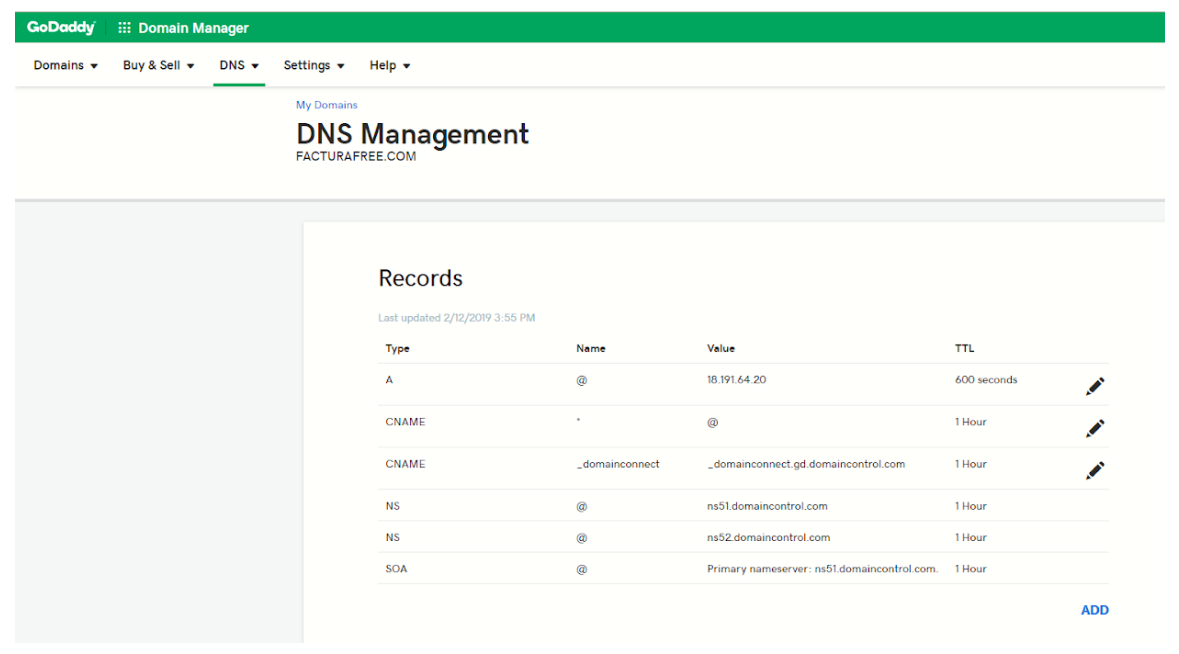 GoDaddy Domain Manager
Domains Buy & Sell DNS Settings Help
My Domains
DNS Management
FACTURAFREE.COM
Records
Last updated 2/12/2019 3:55 PM
Type Name Value TTL
A @ 18.191.64.20 600 seconds
CNAME * @ 1 Hour
CNAME _domainconnect _domainconnect.gd.domaincontrol.com 1 Hour
NS @ ns51.domaincontrol.com 1 Hour
NS @ ns52.domaincontrol.com 1 Hour
SOA @ Primary nameserver: ns51.domaincontrol.com. 1 Hour
ADD